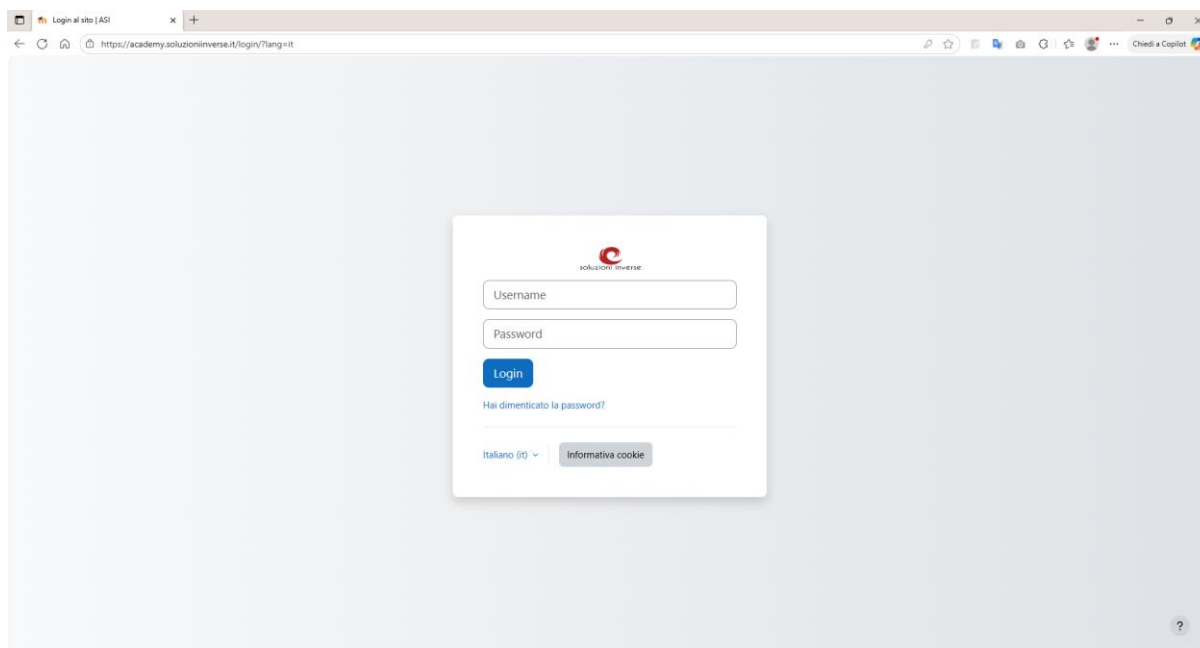 Login al sito | ASI
https://academy.soluzioniinverse.it/login/?lang=it
Chiedi a Copilot
soluzioni inverse
Username
Password
Login
Hai dimenticato la password?
Italiano (it)
Informativa cookie
?